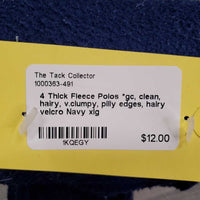 The Tack Collector
1000363-491
4 Thick Fleece Polos *gc, clean,
hairy, v.clumpy, pilly edges, hairy
velcro Navy xlg
$12.00
1KQEGY